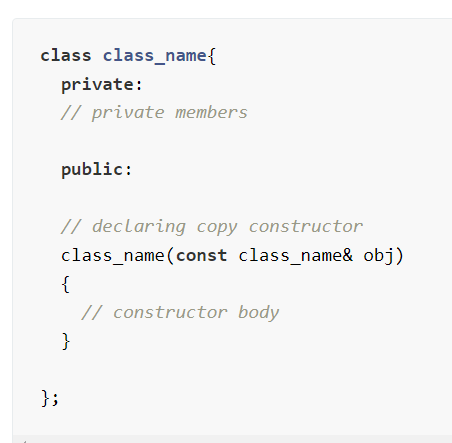 class class_name{
private:
// private members
public:
// declaring copy constructor
class_name(const class_name& obj)
{
// constructor body
}
};